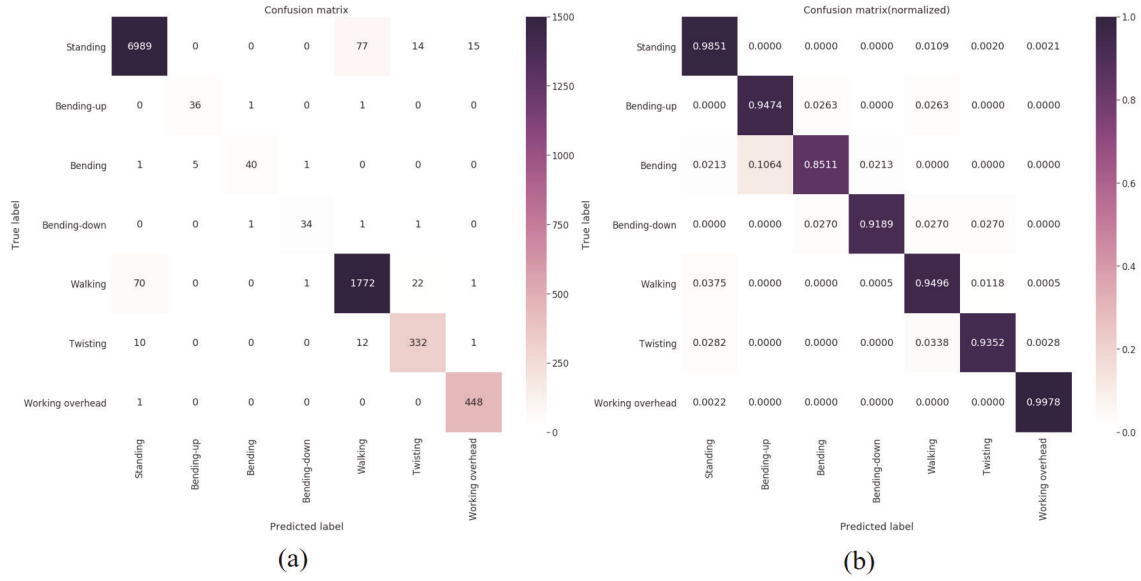 Confusion matrix
Standing 6989 0 0 0 77 14 15
Bending-up 0 36 1 0 1 0 0
Bending 1 5 40 1 0 0 0
Bending-down 0 0 1 34 1 1 0
Walking 70 0 0 1 1772 22 1
Twisting 10 0 0 0 12 332 1
Working overhead 1 0 0 0 0 0 448
True label
Standing Bending-up Bending Bending-down Walking Twisting Working overhead
Predicted label
1500
1250
1000
750
500
250
0
(a)
Confusion matrix(normalized)
Standing 0.9851 0.0000 0.0000 0.0000 0.0109 0.0020 0.0021
Bending-up 0.0000 0.9474 0.0263 0.0000 0.0263 0.0000 0.0000
Bending 0.0213 0.1064 0.8511 0.0213 0.0000 0.0000 0.0000
Bending-down 0.0000 0.0000 0.0270 0.9189 0.0270 0.0270 0.0000
Walking 0.0375 0.0000 0.0000 0.0005 0.9496 0.0118 0.0005
Twisting 0.0282 0.0000 0.0000 0.0000 0.0338 0.9352 0.0028
Working overhead 0.0022 0.0000 0.0000 0.0000 0.0000 0.0000 0.9978
True label
Standing Bending-up Bending Bending-down Walking Twisting Working overhead
Predicted label
1.0
0.8
0.6
0.4
0.2
0.0
(b)